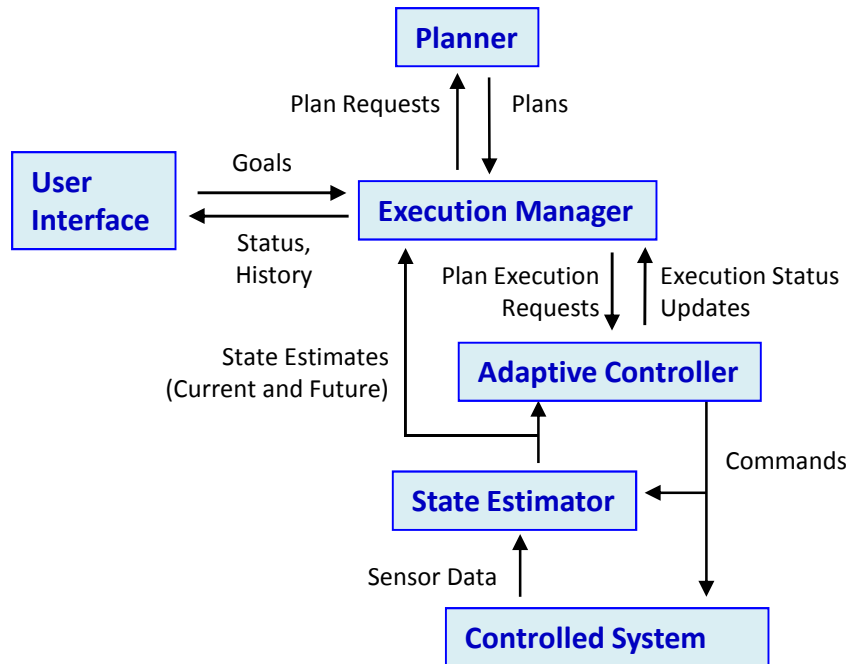 Planner
Plan Requests
Plans
Goals
User
Interface
Execution Manager
Status,
History
Plan Execution
Requests
Execution Status
Updates
State Estimates
(Current and Future)
Adaptive Controller
Commands
State Estimator
Sensor Data
Controlled System